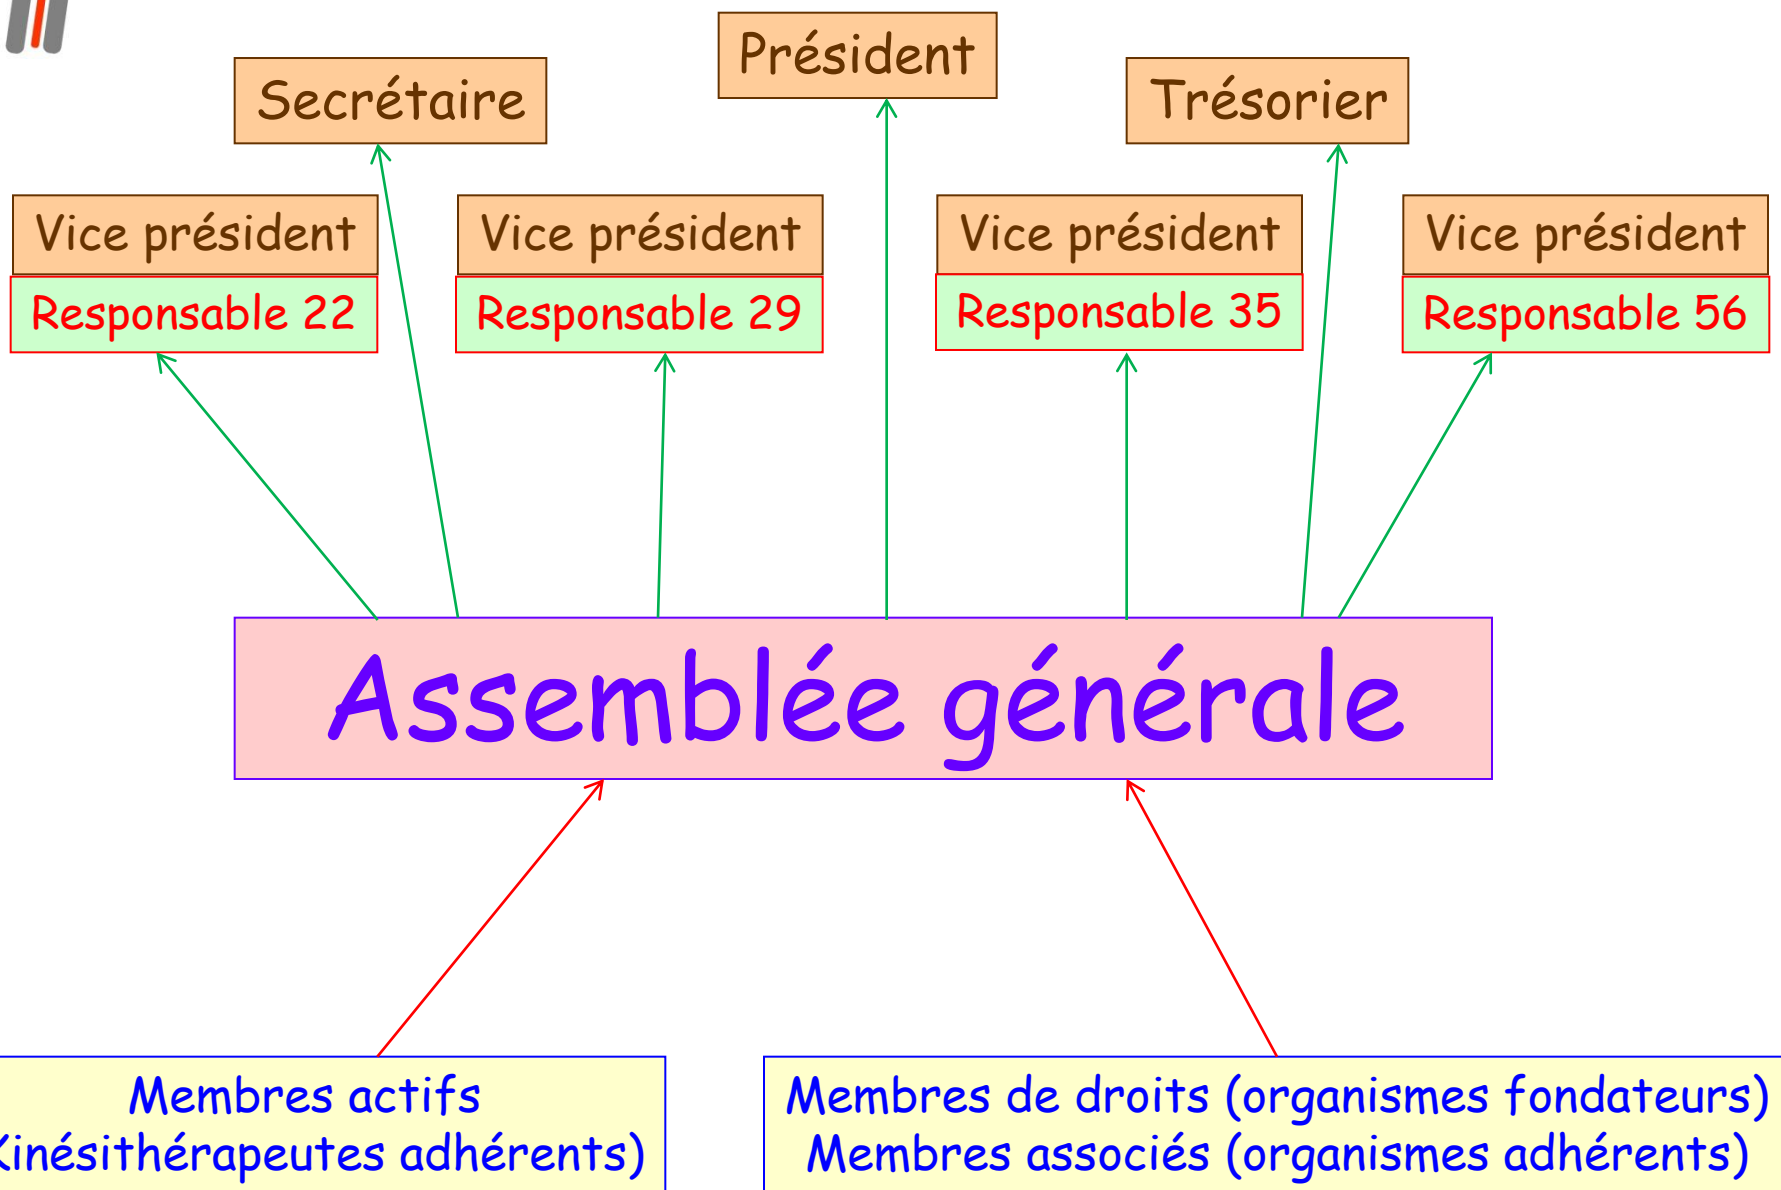 Président
Secrétaire
Trésorier
Vice président
Vice président
Vice président
Vice président
Responsable 22
Responsable 29
Responsable 35
Responsable 56
Assemblée générale
Membres actifs
Kinésithérapeutes adhérents)
Membres de droits (organismes fondateurs)
Membres associés (organismes adhérents)